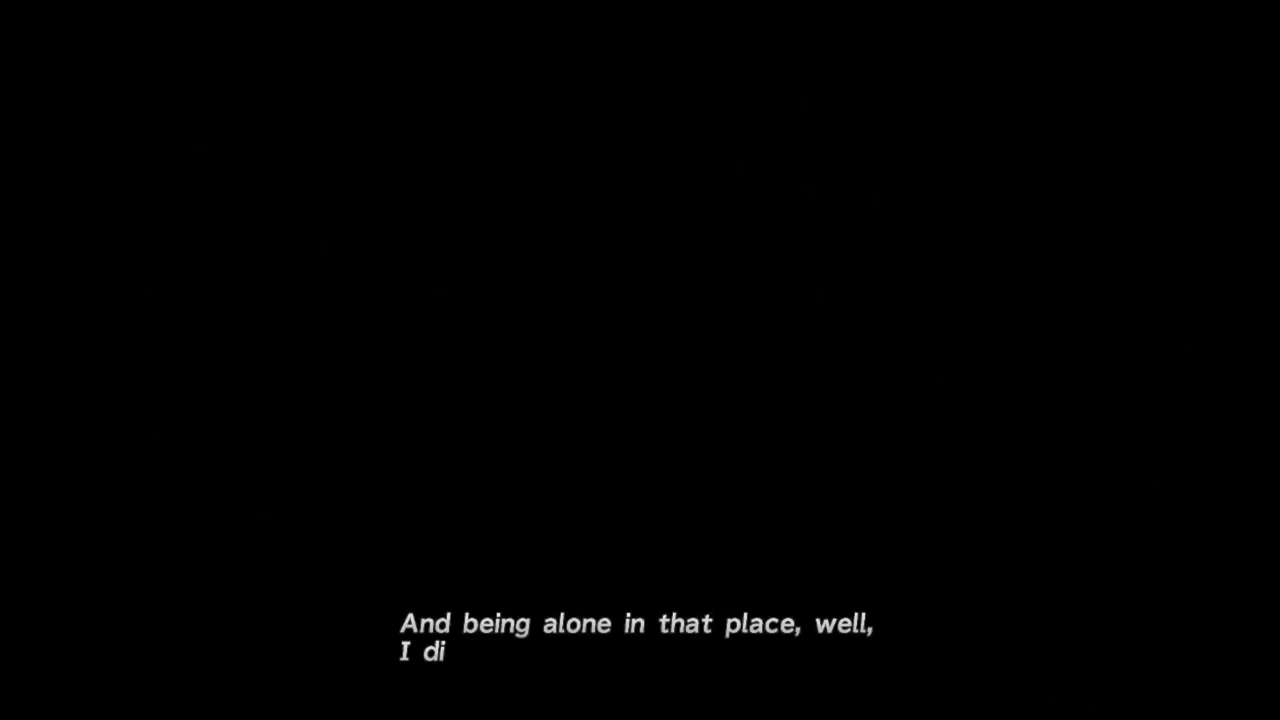 And being alone in that place, well,
I di